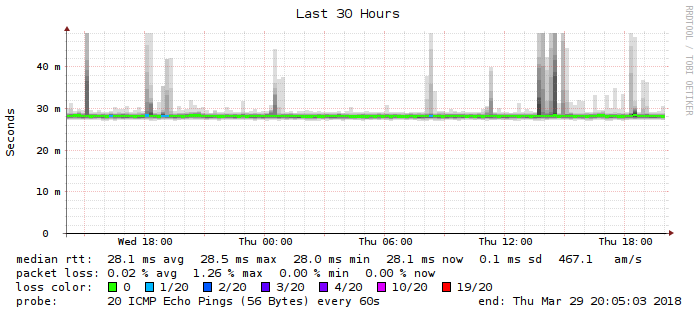 Last 30 Hours
RRDTOOL / TOBI OETIKER
Seconds
40 m
30 m
20 m
10 m
0
Wed 18:00 Thu 00:00 Thu 06:00 Thu 12:00 Thu 18:00
median rtt: 28.1 ms avg 28.5 ms max 28.0 ms min 28.1 ms now 0.1 ms sd 467.1 am/s
packet loss: 0.02 % avg 1.26 % max 0.00 % min 0.00 % now
loss color: 0 1/20 2/20 3/20 4/20 10/20 19/20
probe: 20 ICMP Echo Pings (56 Bytes) every 60s end: Thu Mar 29 20:05:03 2018